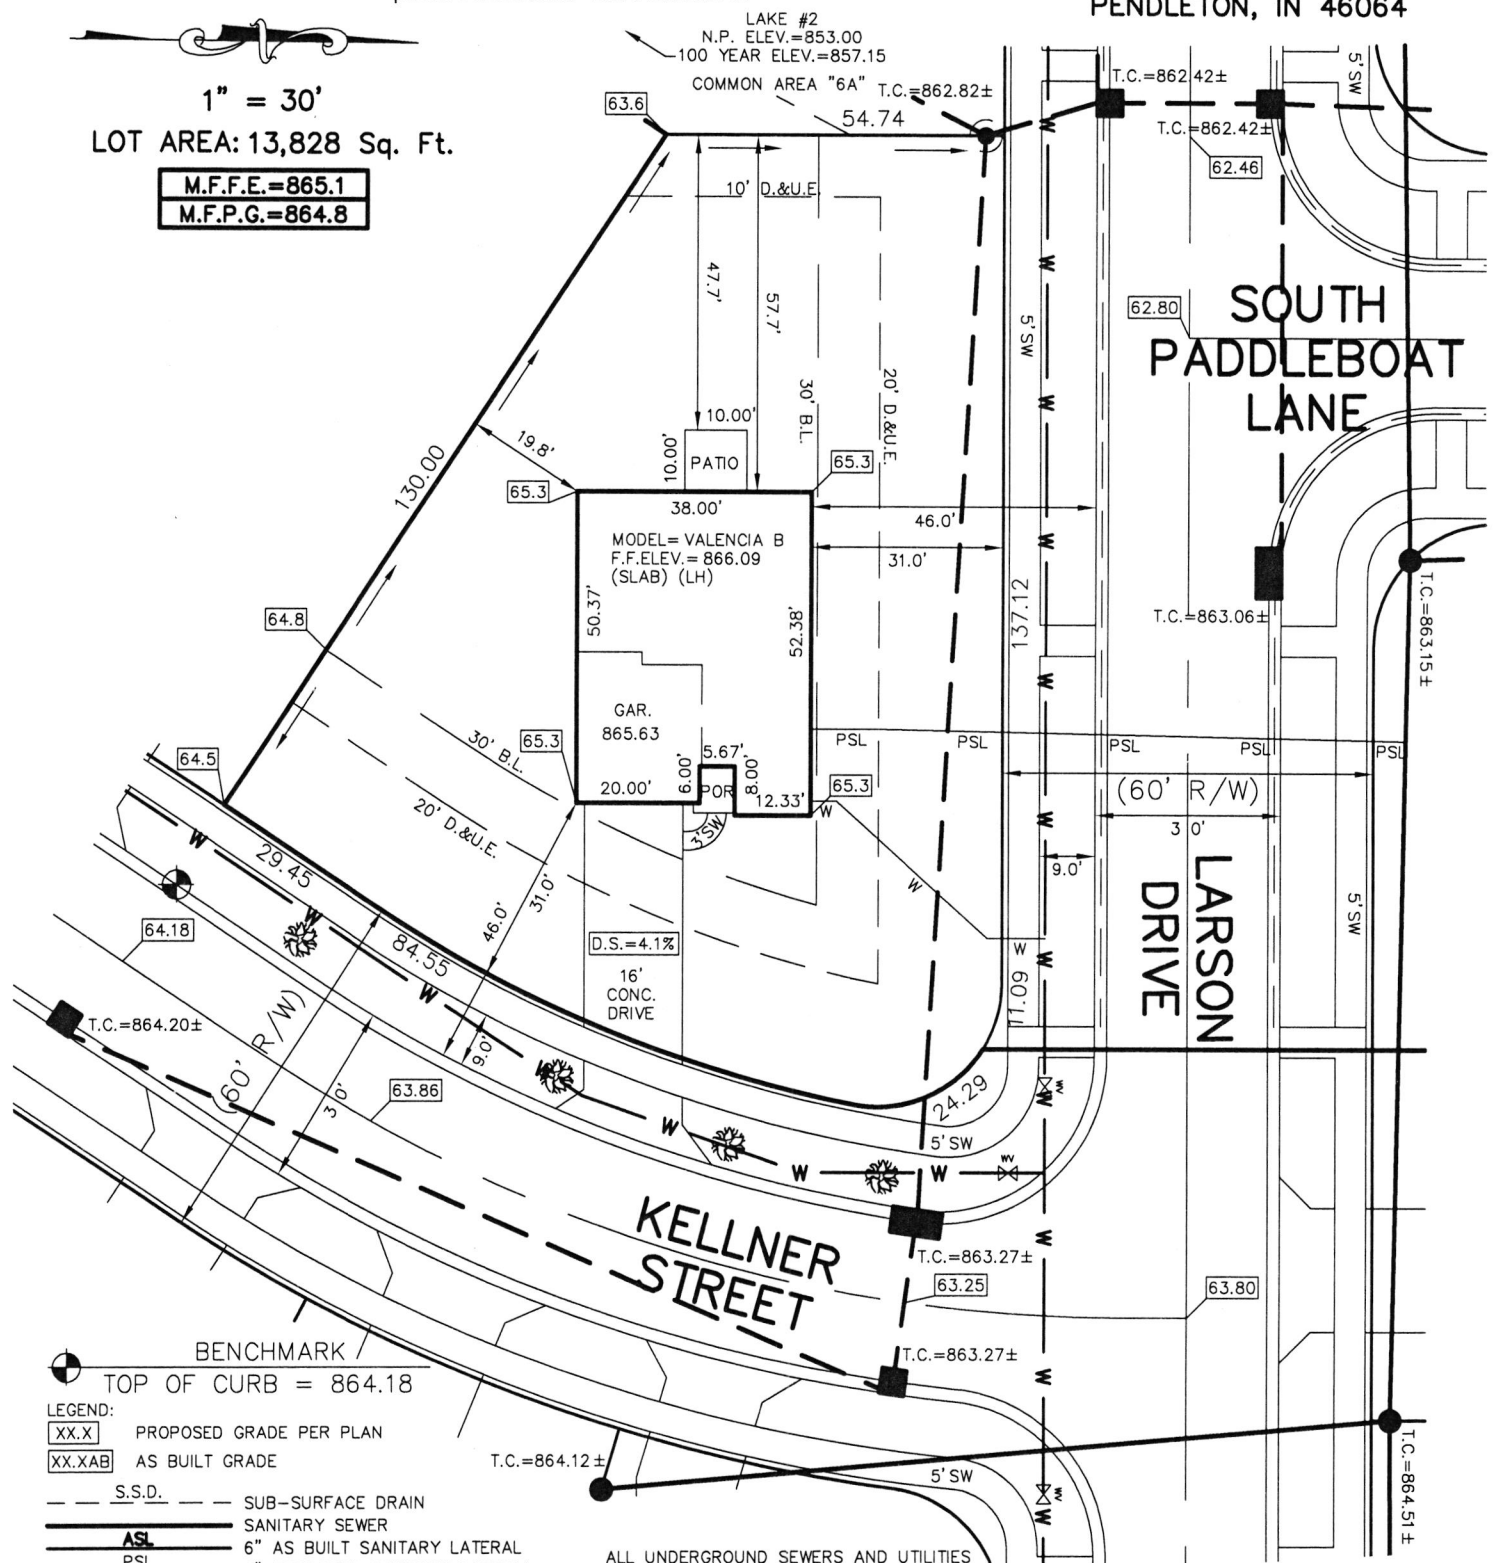 PENDLETON, IN 46064
LAKE #2
N.P. ELEV.=853.00
100 YEAR ELEV.=857.15
COMMON AREA "6A"
1" = 30'
LOT AREA: 13,828 Sq. Ft.
M.F.F.E.=865.1
M.F.P.G.=864.8
63.6
54.74
T.C.=862.82±
T.C.=862.42±
T.C.=862.42±
62.46
5' SW
10' D.&U.E.
47.7'
57.7'
5' SW
62.80
SOUTH
PADDLEBOAT
LANE
30' B.L.
20' D.&U.E.
130.00
19.8'
10.00'
10.00'
PATIO
65.3
65.3
38.00'
46.0'
31.0'
MODEL= VALENCIA B
F.F.ELEV.= 866.09
(SLAB) (LH)
50.37'
52.38'
137.12
T.C.=863.06±
T.C.=863.15±
64.8
GAR.
865.63
65.3
30' B.L.
20' D.&U.E.
64.5
20.00'
6.00'
5.67'
POR
8.00'
12.33'
65.3
3'SW
PSL
PSL
PSL
PSL
PSL
(60' R/W)
3 0'
9.0'
LARSON
DRIVE
5' SW
W
W
W
W
W
W
W
W
W
W
29.45
84.55
46.0'
31.0'
D.S.=4.1%
16'
CONC.
DRIVE
11.09
64.18
T.C.=864.20±
(60' R/W)
3 0'
9.0'
63.86
24.29
5' SW
W
W
W
W
W
W
W
W
WV
WV
KELLNER
STREET
T.C.=863.27±
63.25
63.80
T.C.=863.27±
W
W
WV
W
BENCHMARK
TOP OF CURB = 864.18
LEGEND:
XX.X PROPOSED GRADE PER PLAN
XX.XAB AS BUILT GRADE
S.S.D. SUB-SURFACE DRAIN
SANITARY SEWER
ASL 6" AS BUILT SANITARY LATERAL
PSL
T.C.=864.12±
5' SW
T.C.=864.51±
ALL UNDERGROUND SEWERS AND UTILITIES